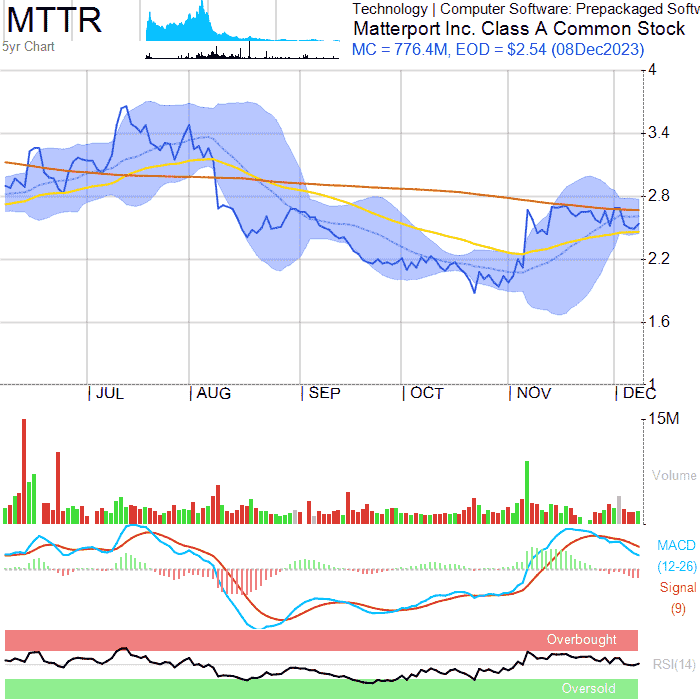 MTTR
5yr Chart
Technology | Computer Software: Prepackaged Softw
Matterport Inc. Class A Common Stock
MC = 776.4M, EOD = $2.54 (08Dec2023)
4
3.4
2.8
2.2
1.6
1
JUL AUG SEP OCT NOV DEC
15M
Volume
MACD
(12-26)
Signal
(9)
Overbought
RSI(14)
Oversold